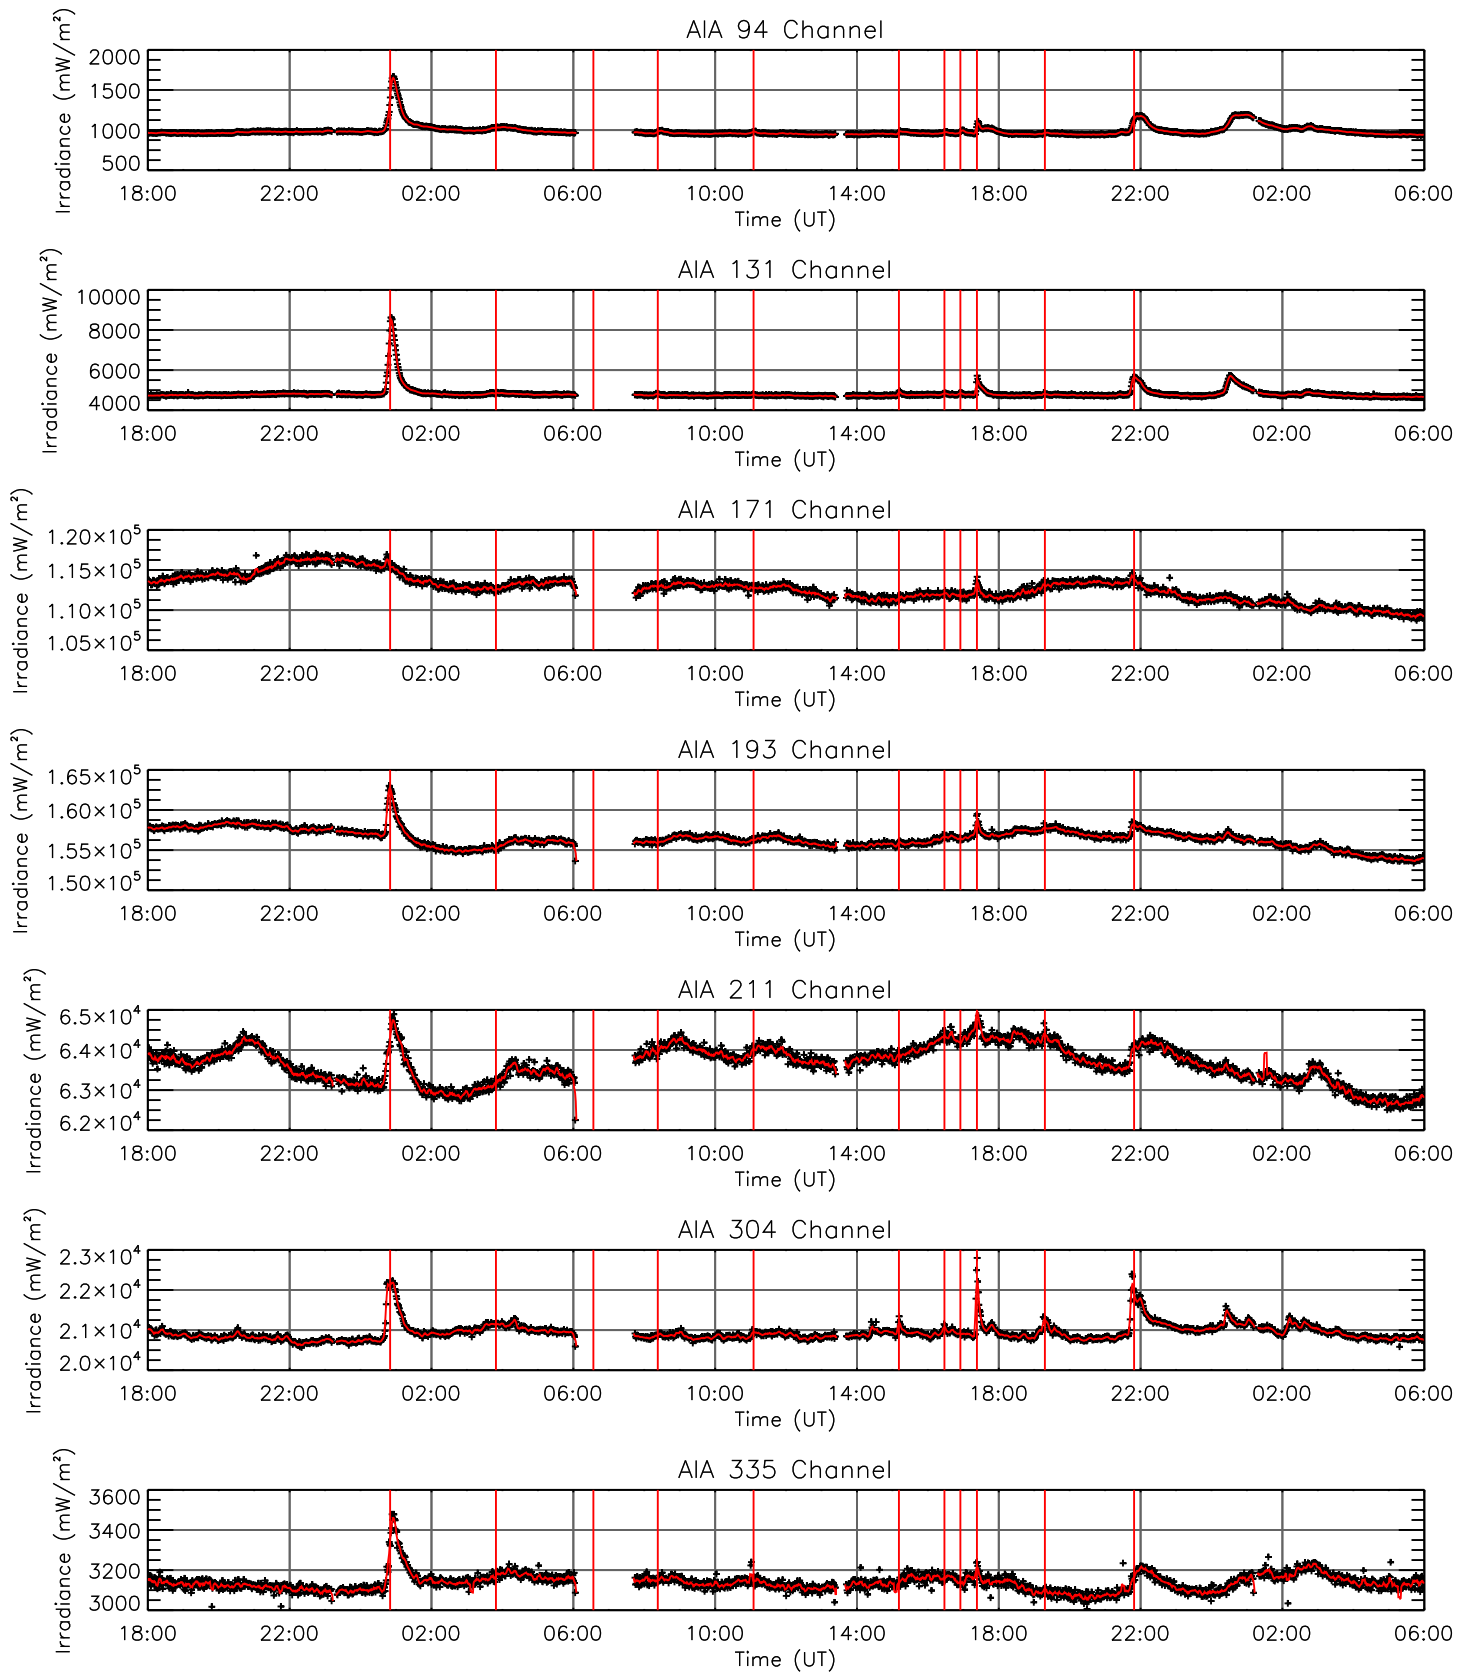 AIA 94 Channel
Irradiance (mW/m²)
2000
1500
1000
500
18:00 22:00 02:00 06:00 10:00 14:00 18:00 22:00 02:00 06:00
Time (UT)
AIA 131 Channel
Irradiance (mW/m²)
10000
8000
6000
4000
18:00 22:00 02:00 06:00 10:00 14:00 18:00 22:00 02:00 06:00
Time (UT)
AIA 171 Channel
Irradiance (mW/m²)
1.20×10⁵
1.15×10⁵
1.10×10⁵
1.05×10⁵
18:00 22:00 02:00 06:00 10:00 14:00 18:00 22:00 02:00 06:00
Time (UT)
AIA 193 Channel
Irradiance (mW/m²)
1.65×10⁵
1.60×10⁵
1.55×10⁵
1.50×10⁵
18:00 22:00 02:00 06:00 10:00 14:00 18:00 22:00 02:00 06:00
Time (UT)
AIA 211 Channel
Irradiance (mW/m²)
6.5×10⁴
6.4×10⁴
6.3×10⁴
6.2×10⁴
18:00 22:00 02:00 06:00 10:00 14:00 18:00 22:00 02:00 06:00
Time (UT)
AIA 304 Channel
Irradiance (mW/m²)
2.3×10⁴
2.2×10⁴
2.1×10⁴
2.0×10⁴
18:00 22:00 02:00 06:00 10:00 14:00 18:00 22:00 02:00 06:00
Time (UT)
AIA 335 Channel
Irradiance (mW/m²)
3600
3400
3200
3000
18:00 22:00 02:00 06:00 10:00 14:00 18:00 22:00 02:00 06:00
Time (UT)